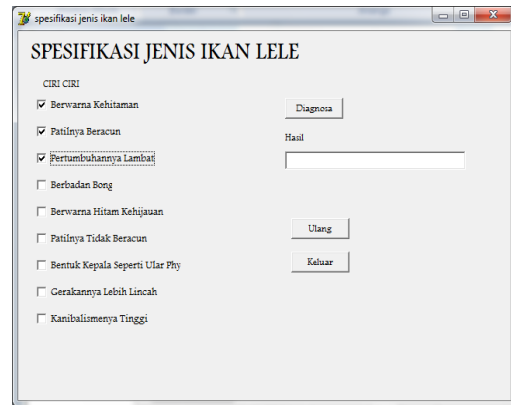 spesifikasi jenis ikan lele
SPESIFIKASI JENIS IKAN LELE
CIRI CIRI
Berwarna Kehitaman
Patilnya Beracun
Pertumbuhannya Lambat
Berbadan Bong
Berwarna Hitam Kehijauan
Patilnya Tidak Beracun
Bentuk Kepala Seperti Ular Phy
Gerakannya Lebih Lincah
Kanibalismenya Tinggi
Diagnosa
Hasil
Ulang
Keluar